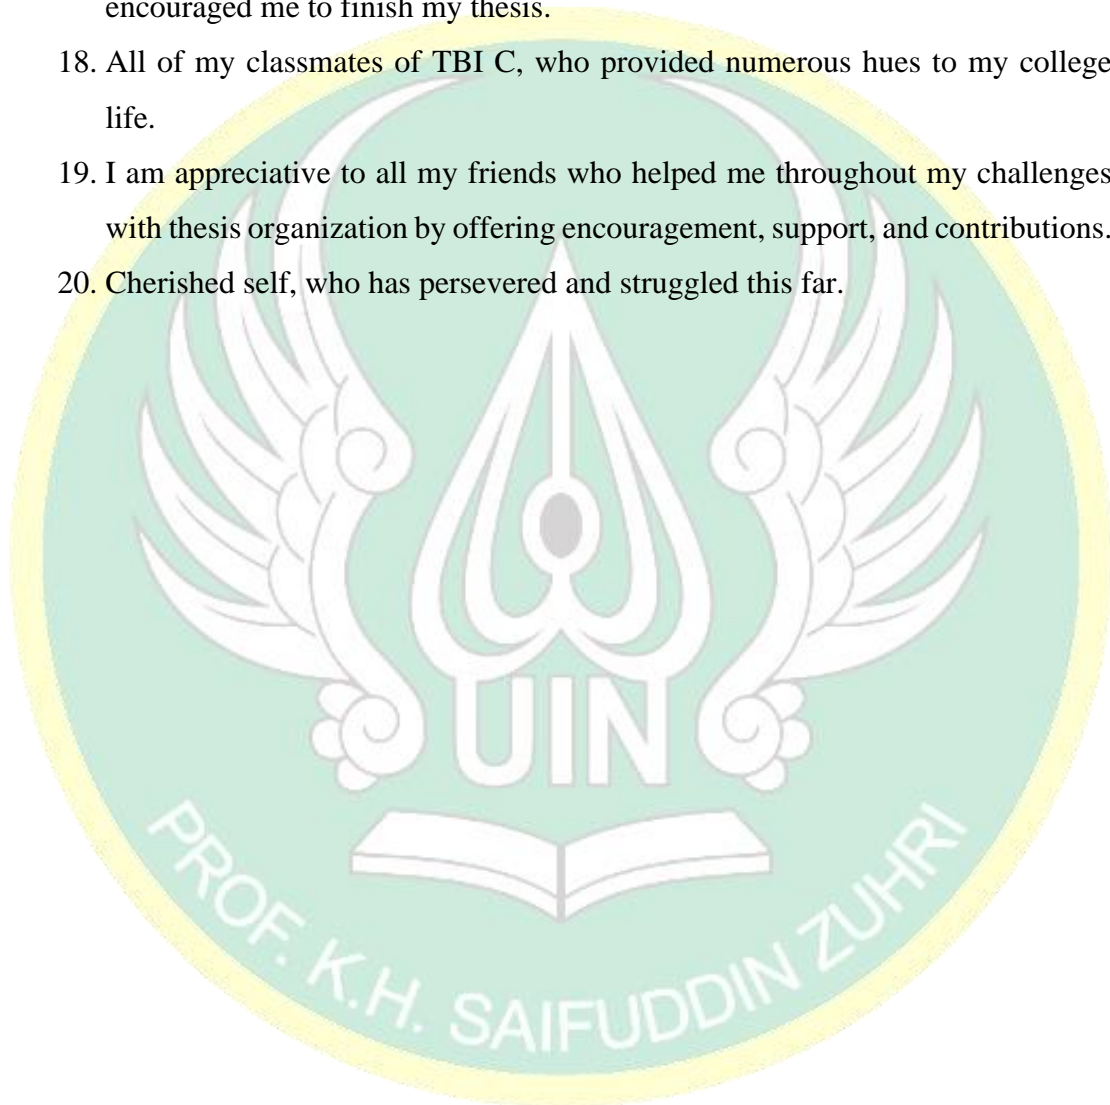 encouraged me to finish my thesis.
18. All of my classmates of TBI C, who provided numerous hues to my college
life.
19. I am appreciative to all my friends who helped me throughout my challenges
with thesis organization by offering encouragement, support, and contributions.
20. Cherished self, who has persevered and struggled this far.
UIN
PROF. K.H. SAIFUDDIN ZUHRI